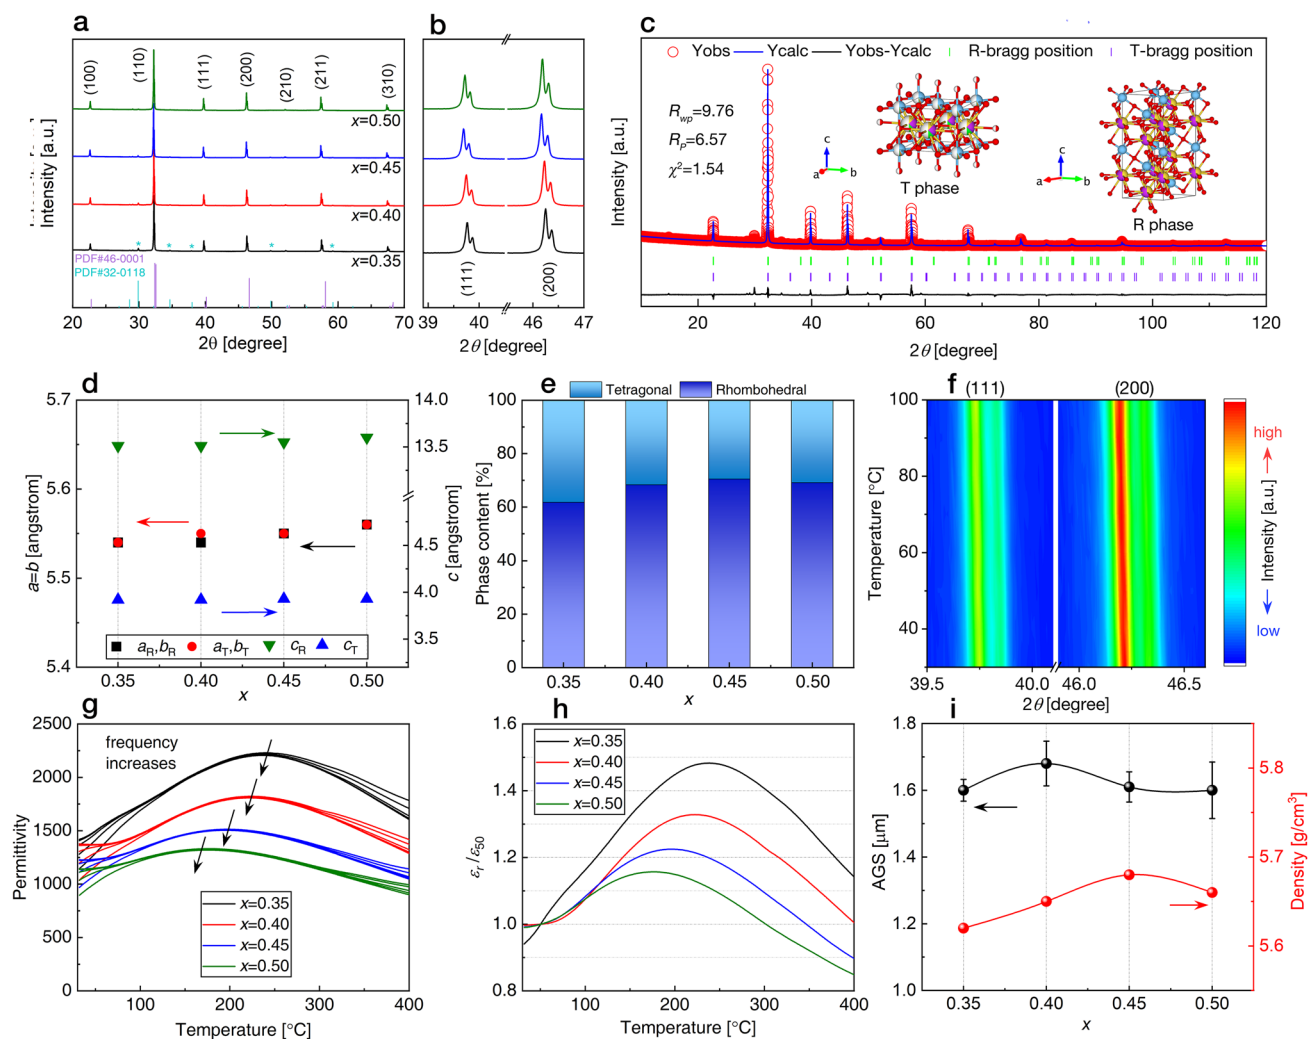 a
(100)
(110)
(111)
(200)
(210)
(211)
(310)
x=0.50
x=0.45
x=0.40
x=0.35
* * * * *
PDF#46-0001
PDF#32-0118
Intensity [a.u.]
20 30 40 50 60 70
2θ [degree]
b
(111)
(200)
39 40 46 47
2θ [degree]
c
Yobs Ycalc Yobs-Ycalc R-bragg position T-bragg position
Rwp=9.76
RP=6.57
χ²=1.54
c
a b
T phase
c
a b
R phase
Intensity [a.u.]
20 40 60 80 100 120
2θ [degree]
d
5.7
5.6
5.5
5.4
a=b [angstrom]
14.0
13.5
4.5
4.0
3.5
c [angstrom]
aR,bR aT,bT cR cT
0.35 0.40 0.45 0.50
x
e
Tetragonal Rhombohedral
100
80
60
40
20
0
Phase content [%]
0.35 0.40 0.45 0.50
x
f
(111) (200)
100
80
60
40
Temperature [°C]
39.5 40.0 46.0 46.5
2θ [degree]
high
Intensity [a.u.]
low
g
2500
2250
2000
1750
1500
1250
1000
750
500
250
0
Permittivity
frequency
increases
x=0.35
x=0.40
x=0.45
x=0.50
100 200 300 400
Temperature [°C]
h
1.6
1.4
1.2
1.0
0.8
εr/ε50
x=0.35
x=0.40
x=0.45
x=0.50
100 200 300 400
Temperature [°C]
i
1.8
1.6
1.4
1.2
1.0
AGS [μm]
5.8
5.7
5.6
Density [g/cm³]
0.35 0.40 0.45 0.50
x